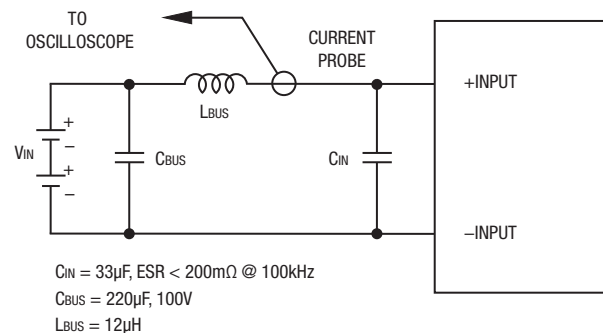 TO
OSCILLOSCOPE
CURRENT
PROBE
+INPUT
LBUS
+
VIN
−
+
−
CBUS
CIN
−INPUT
CIN = 33µF, ESR < 200mΩ @ 100kHz
CBUS = 220µF, 100V
LBUS = 12µH